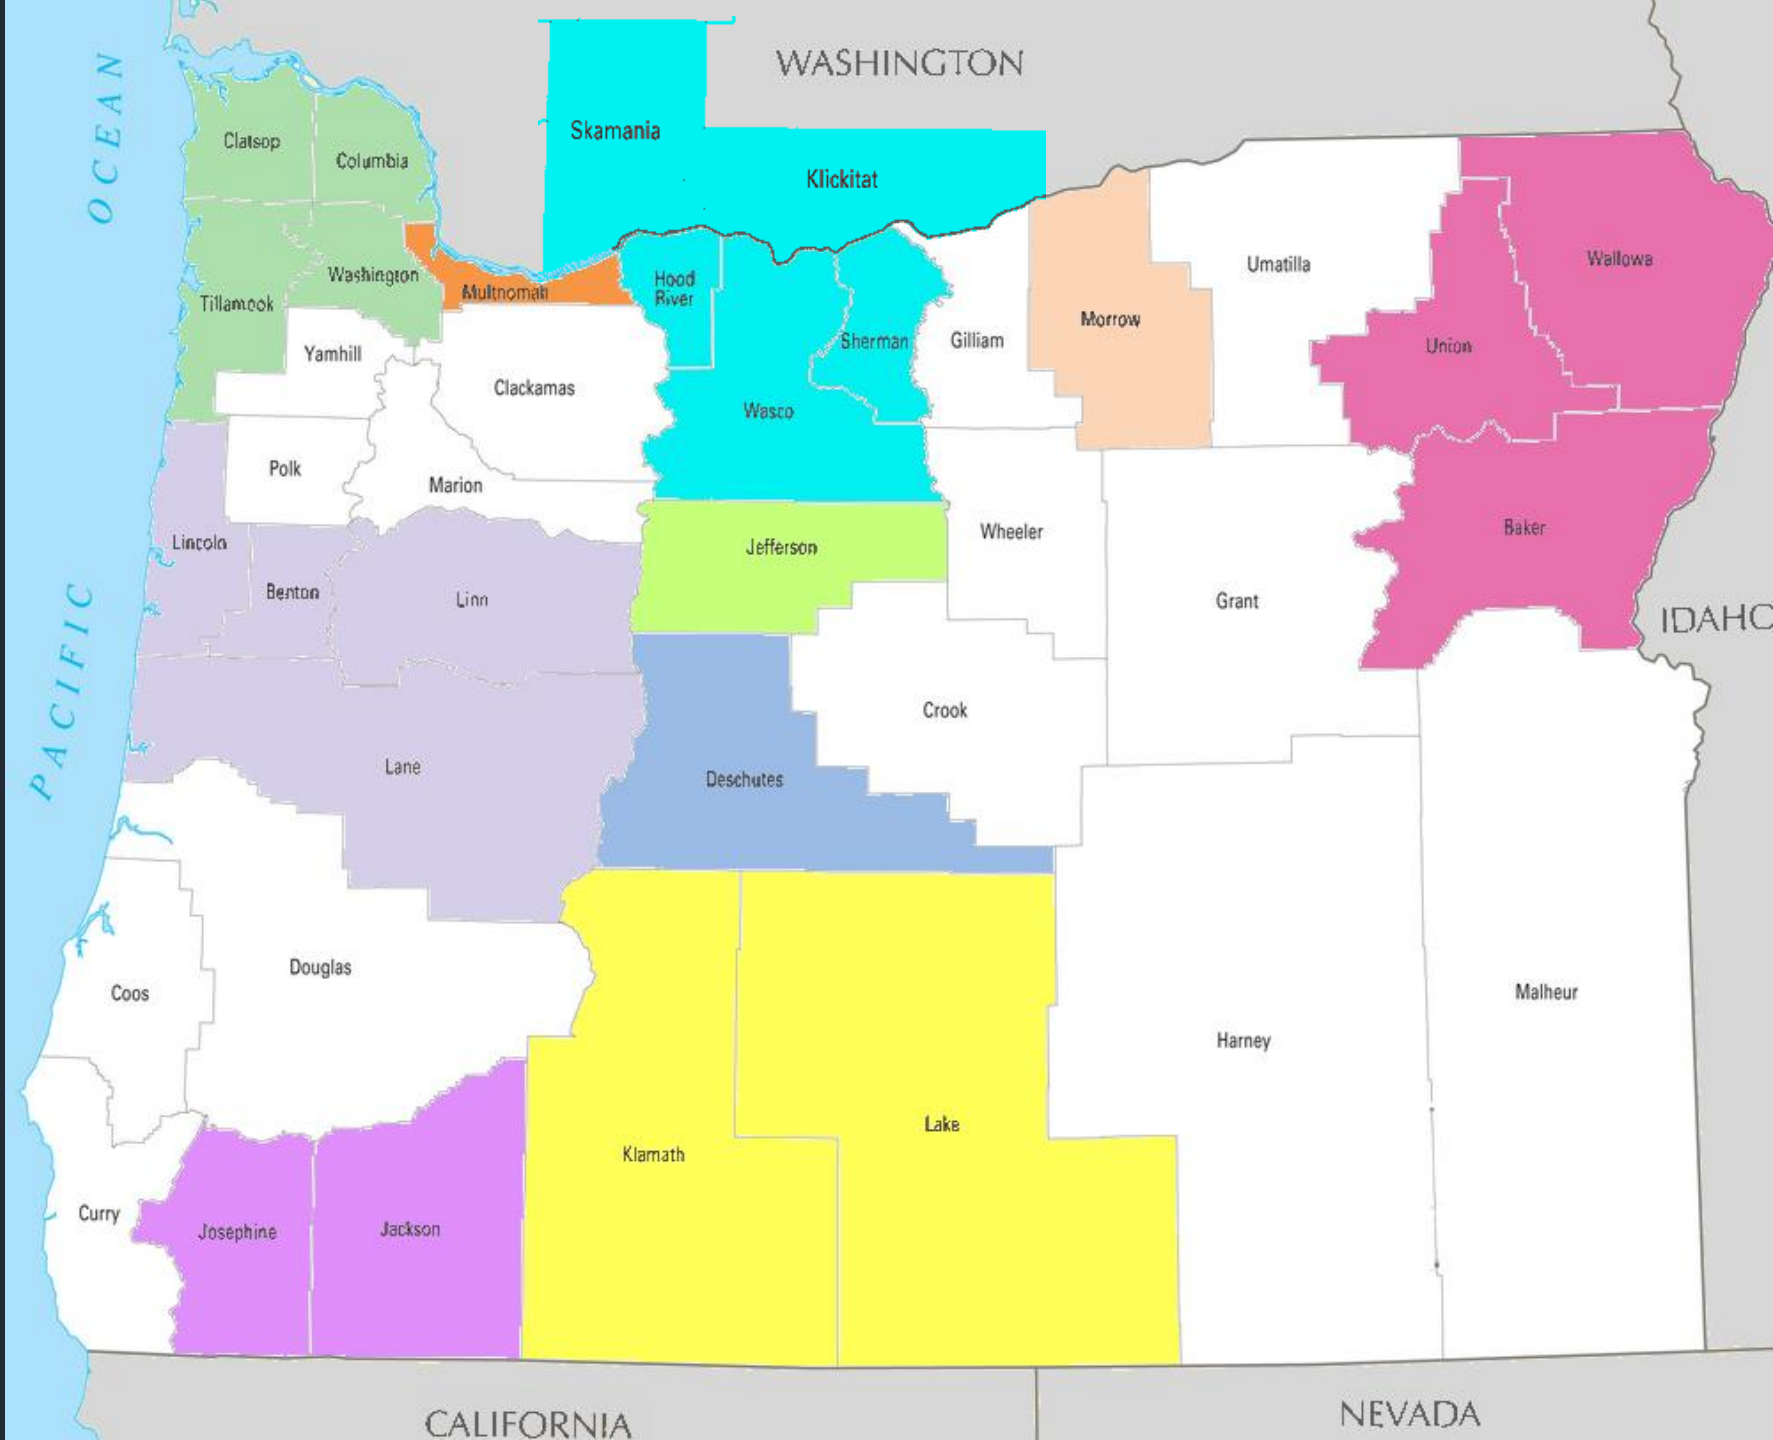 WASHINGTON
OCEAN
PACIFIC
Skamania
Klickitat
Clatsop
Columbia
Tillamook
Washington
Multnomah
Hood
River
Wasco
Sherman
Gilliam
Morrow
Umatilla
Union
Wallowa
Yamhill
Clackamas
Polk
Marion
Lincoln
Benton
Linn
Jefferson
Wheeler
Grant
Baker
IDAHO
Lane
Deschutes
Crook
Coos
Douglas
Malheur
Harney
Lake
Klamath
Curry
Josephine
Jackson
CALIFORNIA
NEVADA